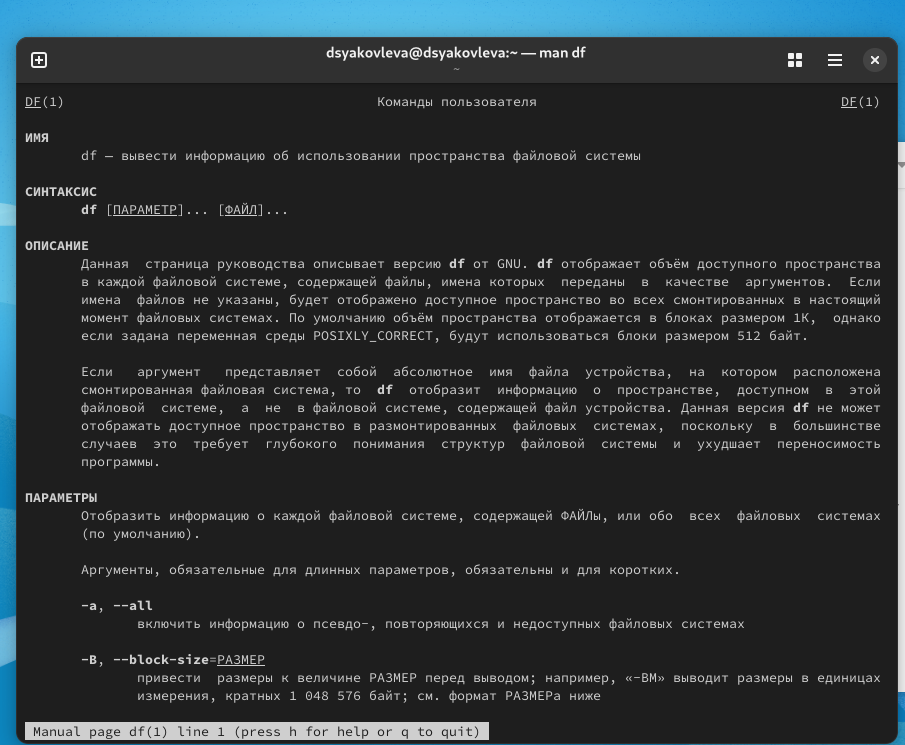 dsyakovleva@dsyakovleva:~ — man df
~
DF(1) Команды пользователя DF(1)
ИМЯ
df — вывести информацию об использовании пространства файловой системы
СИНТАКСИС
df [ПАРАМЕТР]... [ФАЙЛ]...
ОПИСАНИЕ
Данная страница руководства описывает версию df от GNU. df отображает объём доступного пространства
в каждой файловой системе, содержащей файлы, имена которых переданы в качестве аргументов. Если
имена файлов не указаны, будет отображено доступное пространство во всех смонтированных в настоящий
момент файловых системах. По умолчанию объём пространства отображается в блоках размером 1K, однако
если задана переменная среды POSIXLY_CORRECT, будут использоваться блоки размером 512 байт.
Если аргумент представляет собой абсолютное имя файла устройства, на котором расположена
смонтированная файловая система, то df отобразит информацию о пространстве, доступном в этой
файловой системе, а не в файловой системе, содержащей файл устройства. Данная версия df не может
отображать доступное пространство в размонтированных файловых системах, поскольку в большинстве
случаев это требует глубокого понимания структур файловой системы и ухудшает переносимость
программы.
ПАРАМЕТРЫ
Отобразить информацию о каждой файловой системе, содержащей ФАЙЛы, или обо всех файловых системах
(по умолчанию).
Аргументы, обязательные для длинных параметров, обязательны и для коротких.
-a, --all
включить информацию о псевдо-, повторяющихся и недоступных файловых системах
-B, --block-size=РАЗМЕР
привести размеры к величине РАЗМЕР перед выводом; например, «-BM» выводит размеры в единицах
измерения, кратных 1 048 576 байт; см. формат РАЗМЕРа ниже
Manual page df(1) line 1 (press h for help or q to quit)